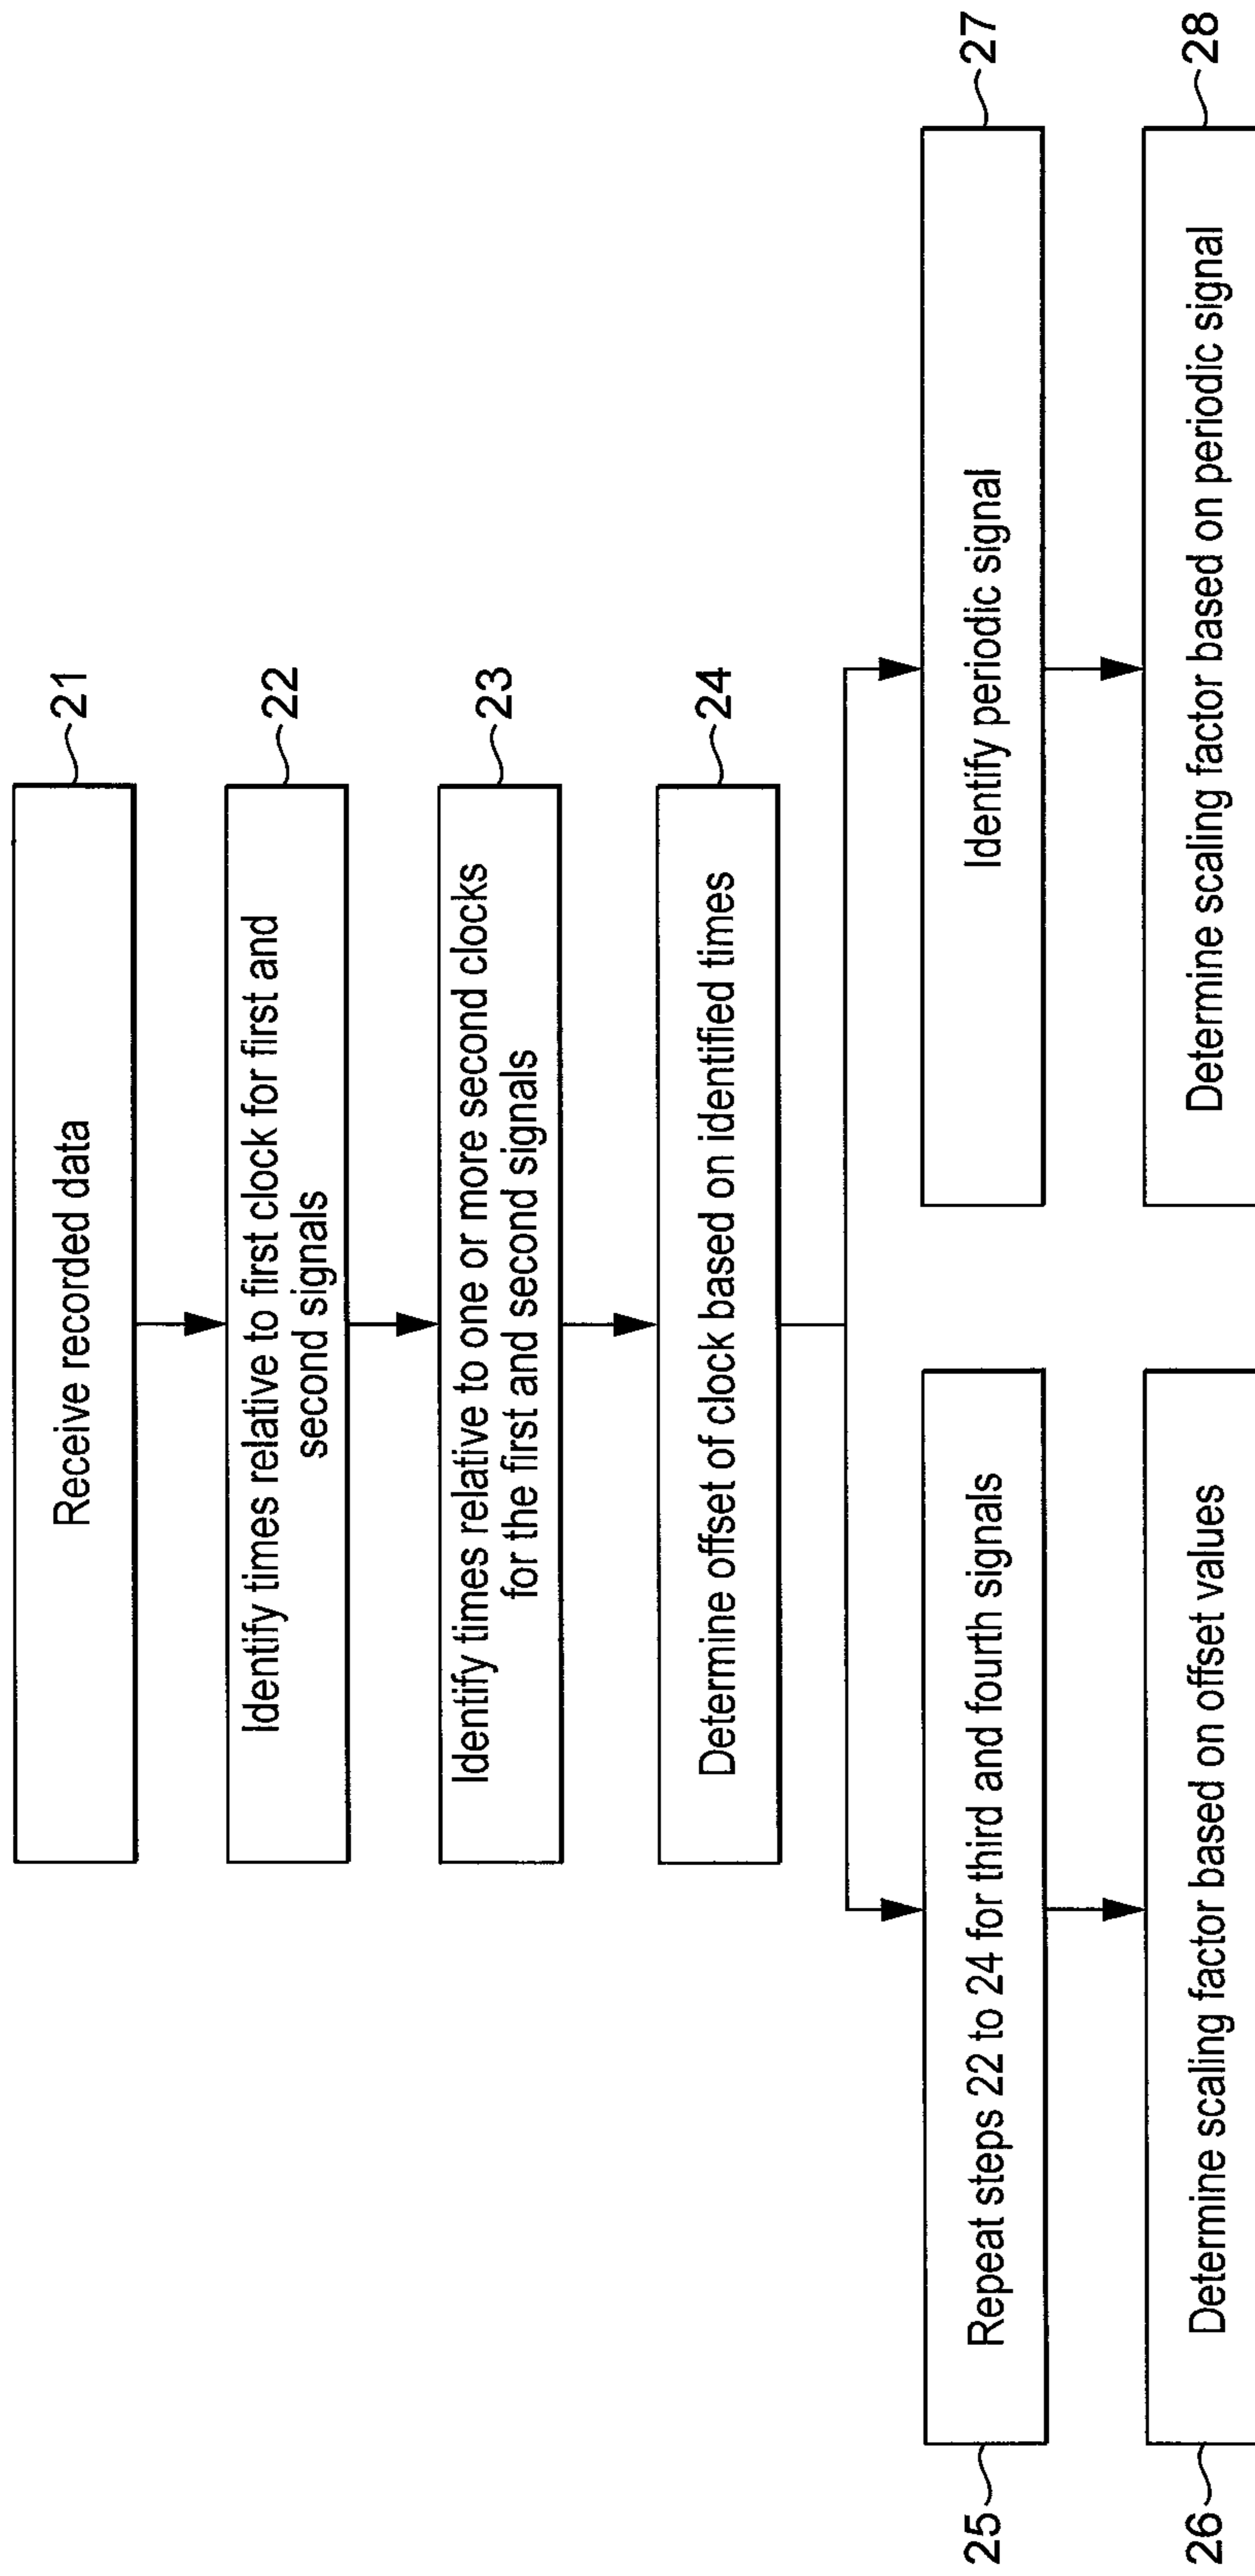 Receive recorded data
21
Identify times relative to first clock for first and
second signals
22
Identify times relative to one or more second clocks
for the first and second signals
23
Determine offset of clock based on identified times
24
25
Repeat steps 22 to 24 for third and fourth signals
Identify periodic signal
27
26
Determine scaling factor based on offset values
Determine scaling factor based on periodic signal
28